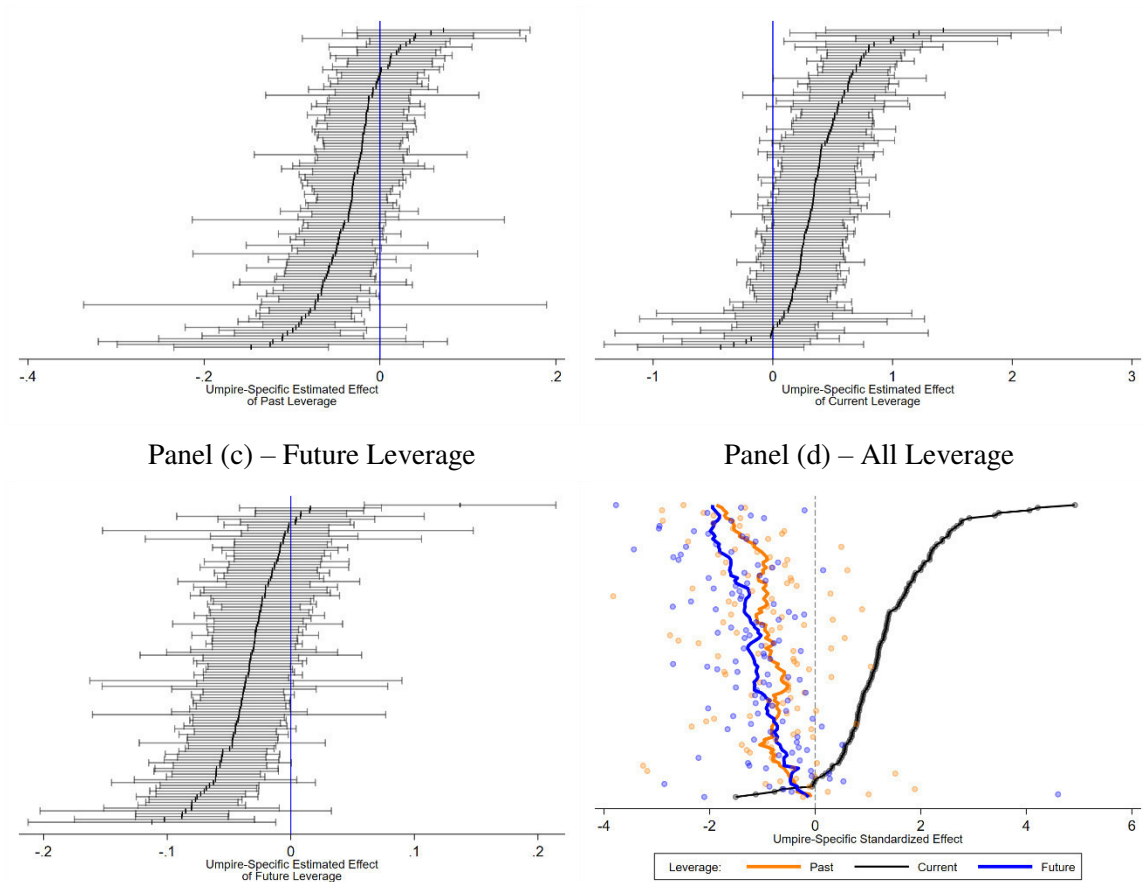 -.4 -.2 0 .2
Umpire-Specific Estimated Effect
of Past Leverage
-1 0 1 2 3
Umpire-Specific Estimated Effect
of Current Leverage
Panel (c) – Future Leverage
Panel (d) – All Leverage
-.2 -.1 0 .1 .2
Umpire-Specific Estimated Effect
of Future Leverage
-4 -2 0 2 4 6
Umpire-Specific Standardized Effect
Leverage: Past Current Future